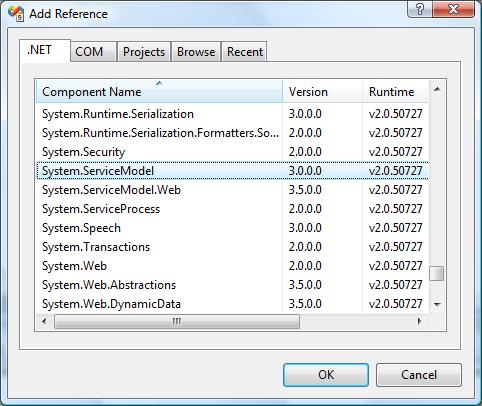 Add Reference
.NET COM Projects Browse Recent
Component Name Version Runtime
System.Runtime.Serialization 3.0.0.0 v2.0.50727
System.Runtime.Serialization.Formatters.So... 2.0.0.0 v2.0.50727
System.Security 2.0.0.0 v2.0.50727
System.ServiceModel 3.0.0.0 v2.0.50727
System.ServiceModel.Web 3.5.0.0 v2.0.50727
System.ServiceProcess 2.0.0.0 v2.0.50727
System.Speech 3.0.0.0 v2.0.50727
System.Transactions 2.0.0.0 v2.0.50727
System.Web 2.0.0.0 v2.0.50727
System.Web.Abstractions 3.5.0.0 v2.0.50727
System.Web.DynamicData 3.5.0.0 v2.0.50727
OK Cancel